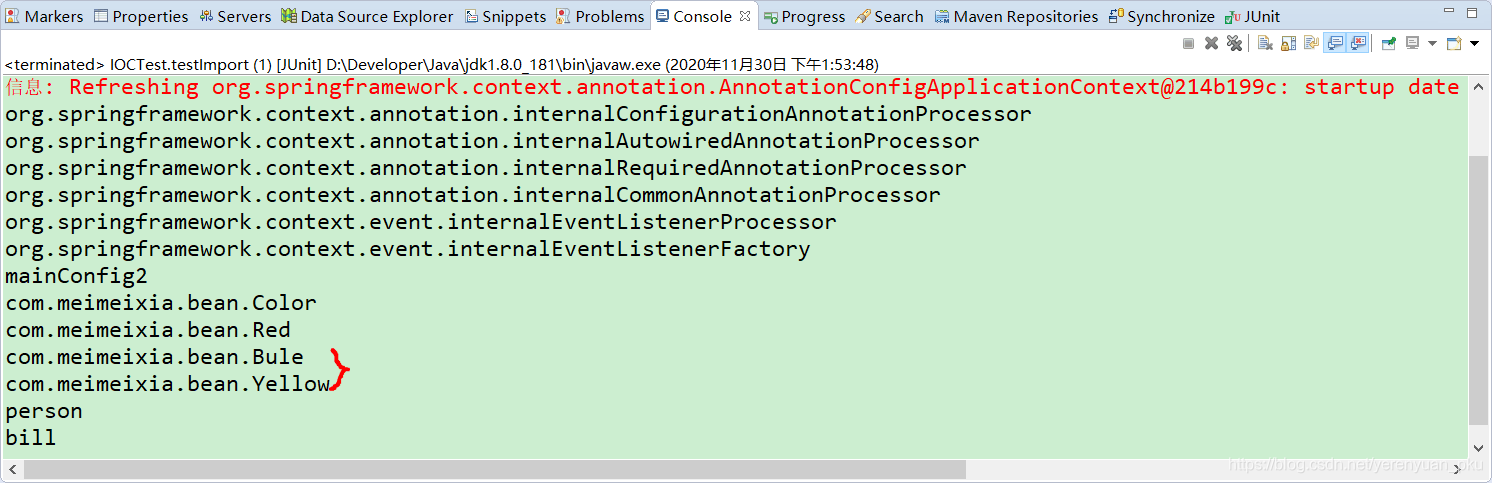 Markers Properties Servers Data Source Explorer Snippets Problems Console Progress Search Maven Repositories Synchronize JUnit
<terminated> IOCTest.testImport (1) [JUnit] D:\Developer\Java\jdk1.8.0_181\bin\javaw.exe (2020年11月30日 下午1:53:48)
信息: Refreshing org.springframework.context.annotation.AnnotationConfigApplicationContext@214b199c: startup date
org.springframework.context.annotation.internalConfigurationAnnotationProcessor
org.springframework.context.annotation.internalAutowiredAnnotationProcessor
org.springframework.context.annotation.internalRequiredAnnotationProcessor
org.springframework.context.annotation.internalCommonAnnotationProcessor
org.springframework.context.event.internalEventListenerProcessor
org.springframework.context.event.internalEventListenerFactory
mainConfig2
com.meimeixia.bean.Color
com.meimeixia.bean.Red
com.meimeixia.bean.Bule
com.meimeixia.bean.Yellow
person
bill
https://blog.csdn.net/yerenyuan_pku